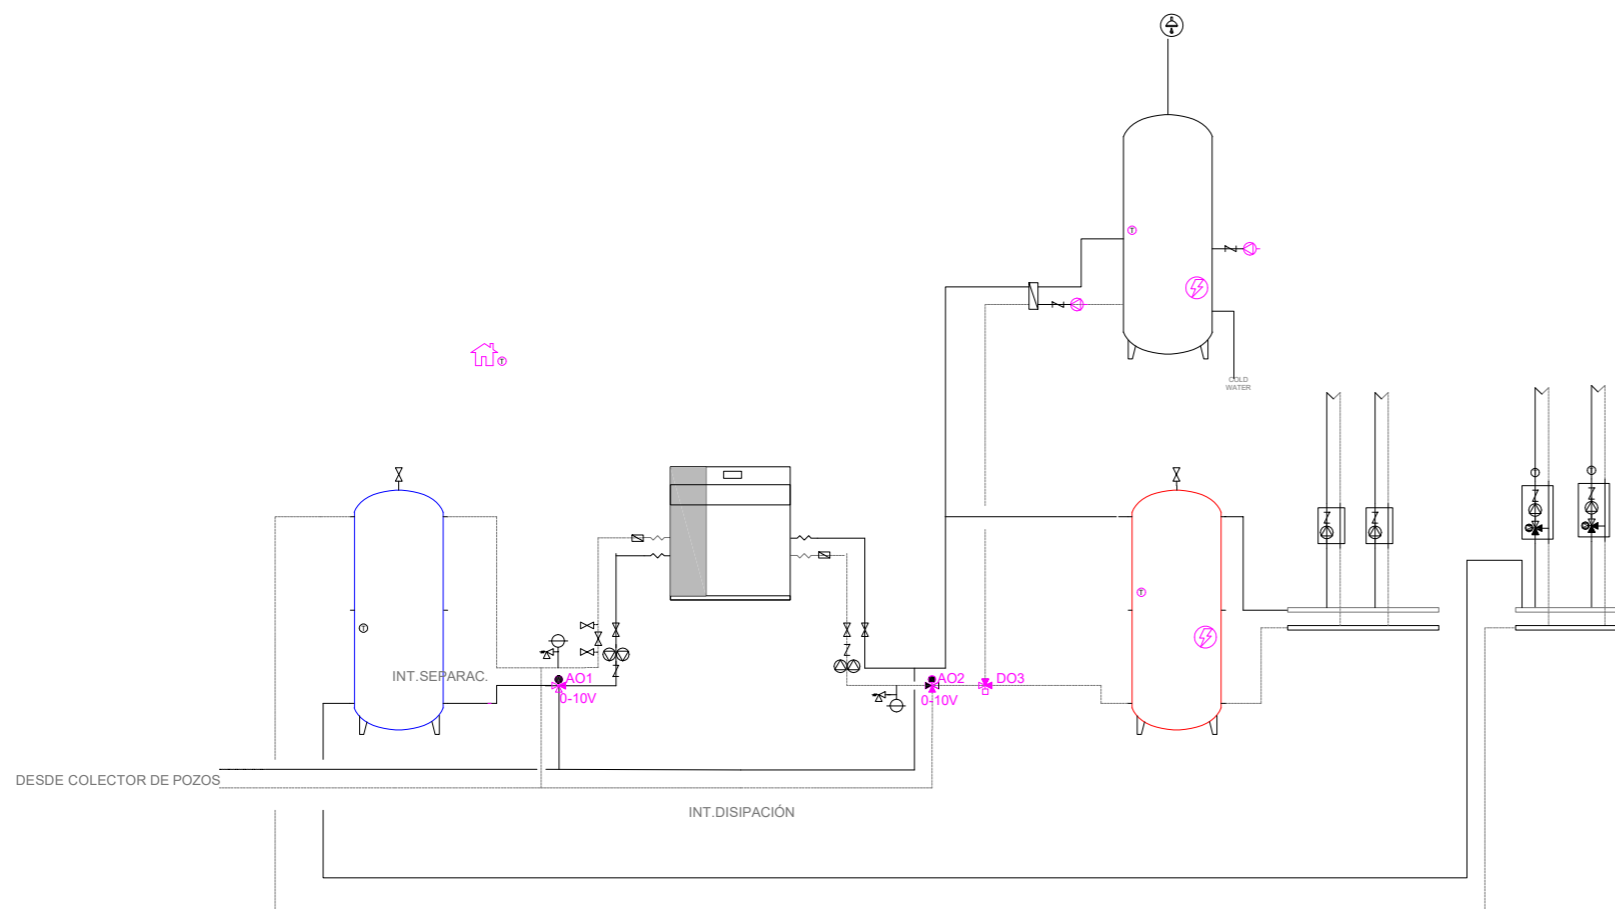 COLD
WATER
INT.SEPARAC.
AO1
0-10V
AO2
0-10V
DO3
DESDE COLECTOR DE POZOS
INT.DISIPACIÓN